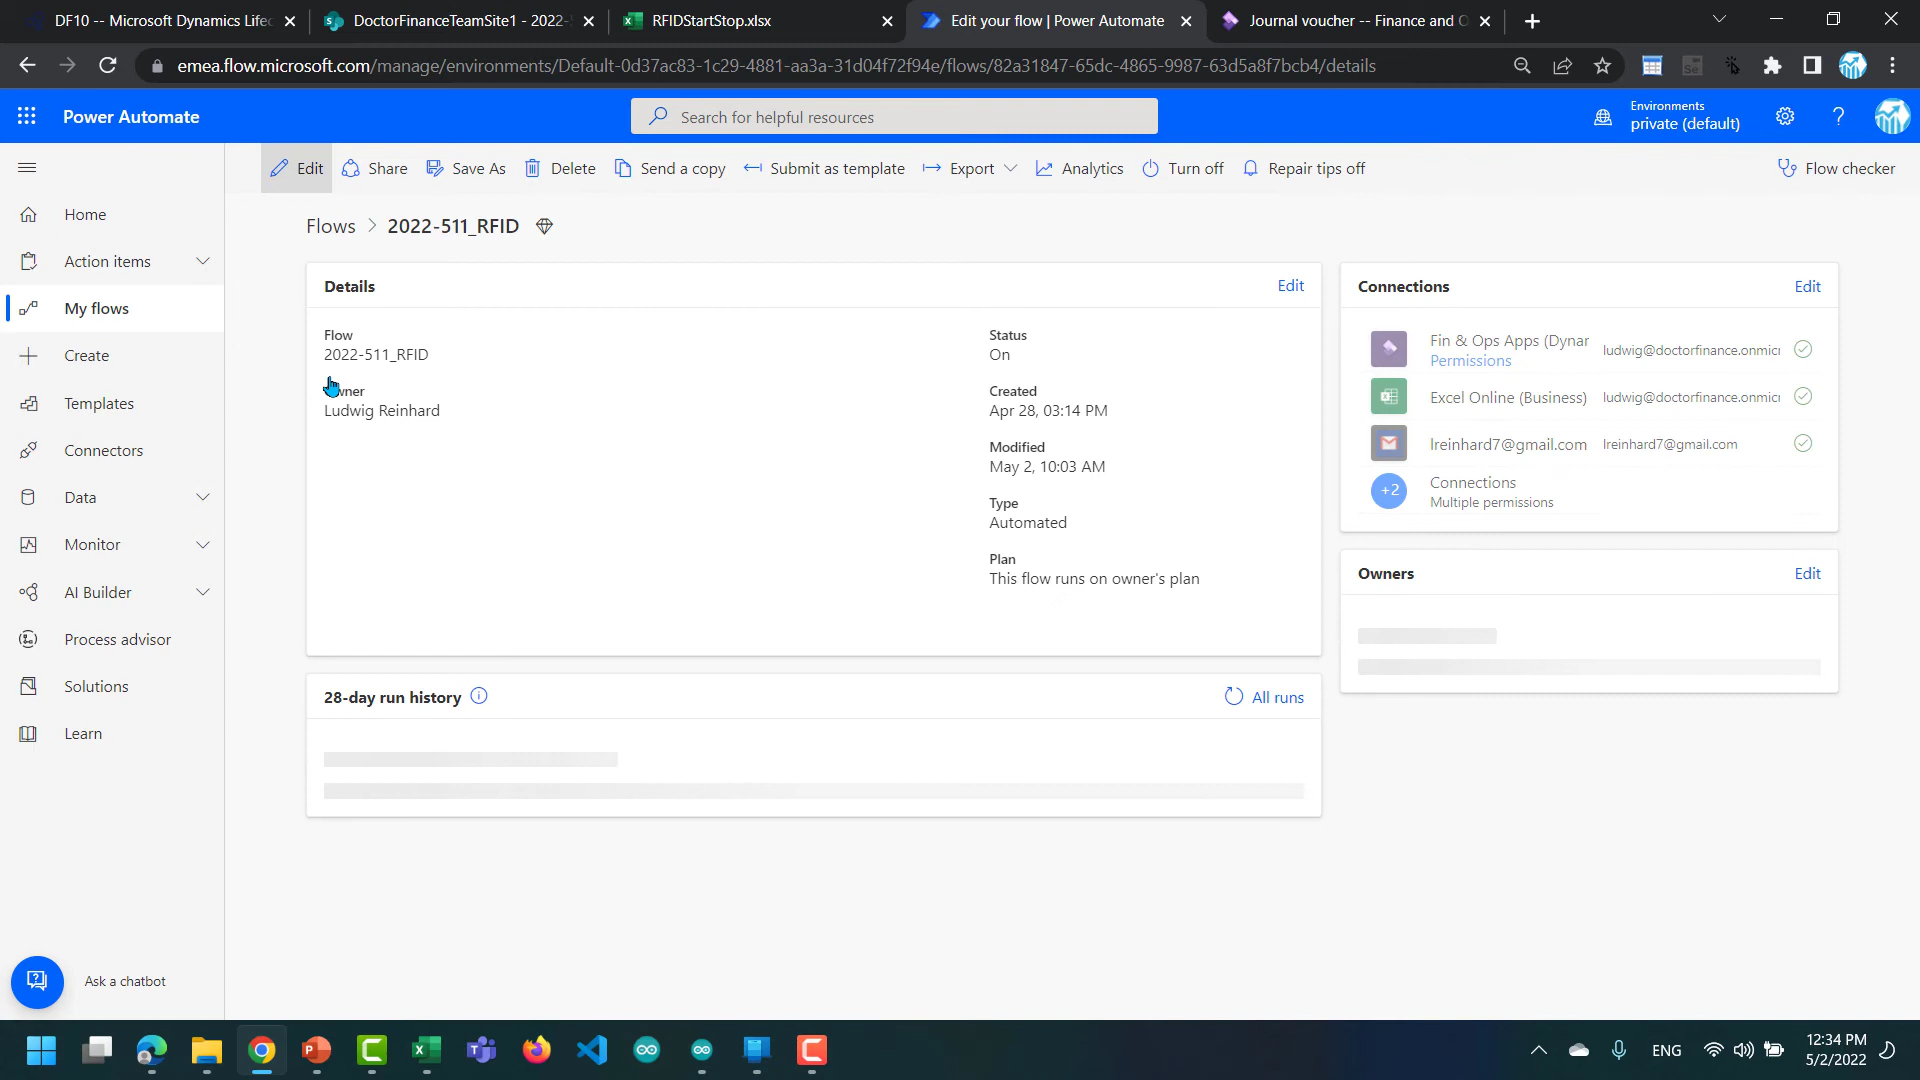 DF10 -- Microsoft Dynamics Lifec
DoctorFinanceTeamSite1 - 2022-
RFIDStartStop.xlsx
Edit your flow | Power Automate
Journal voucher -- Finance and O
emea.flow.microsoft.com/manage/environments/Default-0d37ac83-1c29-4881-aa3a-31d04f72f94e/flows/82a31847-65dc-4865-9987-63d5a8f7bcb4/details
Power Automate
Search for helpful resources
Environments
private (default)
Edit
Share
Save As
Delete
Send a copy
Submit as template
Export
Analytics
Turn off
Repair tips off
Flow checker
Home
Action items
My flows
Create
Templates
Connectors
Data
Monitor
AI Builder
Process advisor
Solutions
Learn
Ask a chatbot
Flows > 2022-511_RFID
Details
Edit
Flow
2022-511_RFID
Ludwig Reinhard
Status
On
Created
Apr 28, 03:14 PM
Modified
May 2, 10:03 AM
Type
Automated
Plan
This flow runs on owner's plan
28-day run history
All runs
Connections
Edit
Fin & Ops Apps (Dynar
Permissions
ludwig@doctorfinance.onmicr
Excel Online (Business)
ludwig@doctorfinance.onmicr
lreinhard7@gmail.com
lreinhard7@gmail.com
+2
Connections
Multiple permissions
Owners
Edit
ENG
12:34 PM
5/2/2022